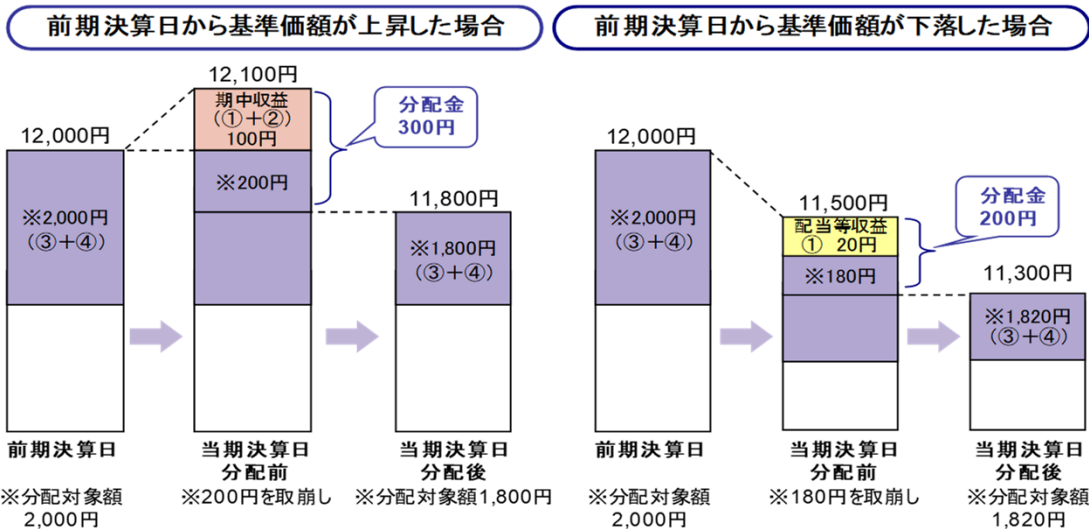 前期決算日から基準価額が上昇した場合
12,100円
期中収益
(①+②)
100円
分配金
300円
12,000円
※2,000円
(③+④)
※200円
11,800円
※1,800円
(③+④)
前期決算日
当期決算日
分配前
当期決算日
分配後
※分配対象額
2,000円
※200円を取崩し
※分配対象額1,800円
前期決算日から基準価額が下落した場合
12,000円
※2,000円
(③+④)
11,500円
配当等収益
① 20円
※180円
分配金
200円
11,300円
※1,820円
(③+④)
前期決算日
当期決算日
分配前
当期決算日
分配後
※分配対象額
2,000円
※180円を取崩し
※分配対象額
1,820円